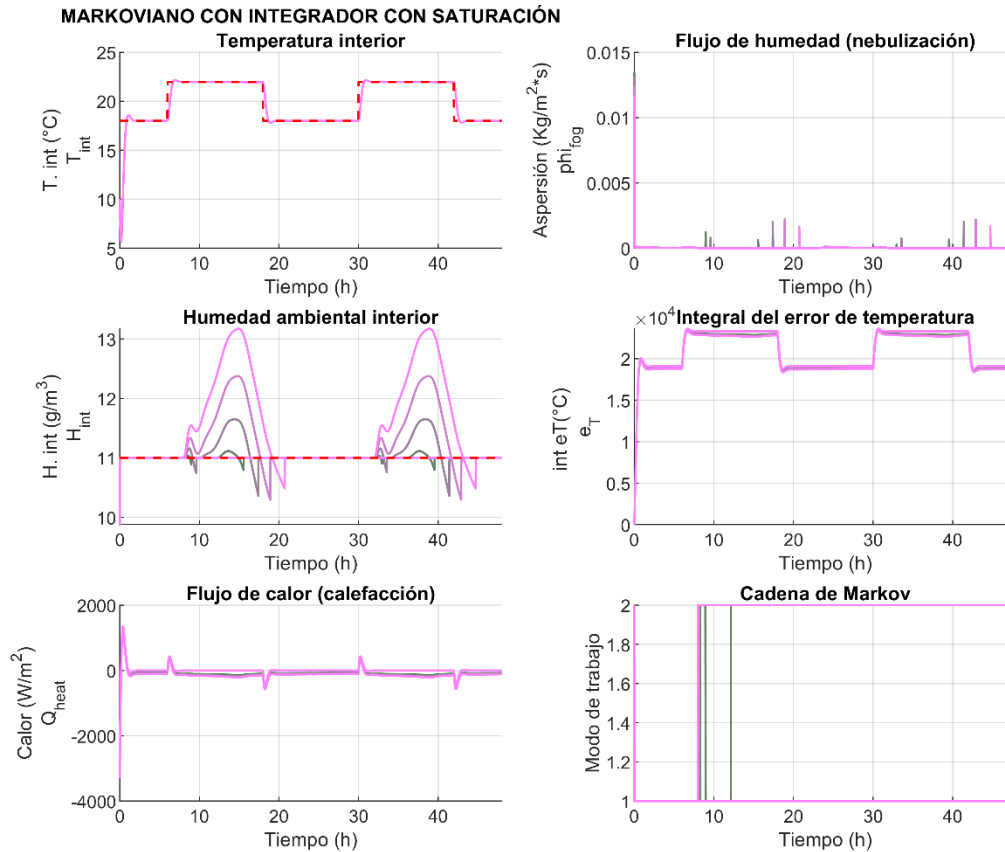 MARKOVIANO CON INTEGRADOR CON SATURACIÓN
Temperatura interior
T. int (°C)
T_int
25
20
15
10
5
0 10 20 30 40
Tiempo (h)
Flujo de humedad (nebulización)
Aspersión (Kg/m²*s)
phi_fog
0.015
0.01
0.005
0
0 10 20 30 40
Tiempo (h)
Humedad ambiental interior
H. int (g/m³)
H_int
13
12
11
10
0 10 20 30 40
Tiempo (h)
×10⁴
Integral del error de temperatura
int eT(°C)
e_T
2
1.5
1
0.5
0
0 10 20 30 40
Tiempo (h)
Flujo de calor (calefacción)
Calor (W/m²)
Q_heat
2000
0
-2000
-4000
0 10 20 30 40
Tiempo (h)
Cadena de Markov
Modo de trabajo
2
1.8
1.6
1.4
1.2
1
0 10 20 30 40
Tiempo (h)